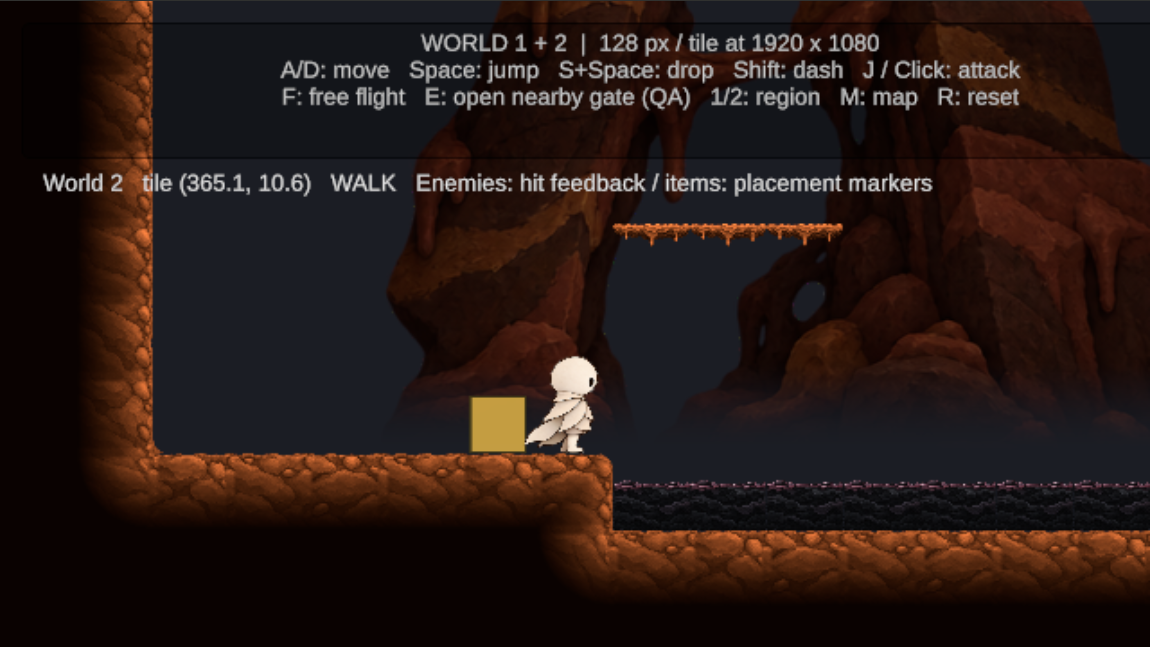 WORLD 1 + 2 | 128 px / tile at 1920 x 1080
A/D: move Space: jump S+Space: drop Shift: dash J / Click: attack
F: free flight E: open nearby gate (QA) 1/2: region M: map R: reset
World 2 tile (365.1, 10.6) WALK Enemies: hit feedback / items: placement markers